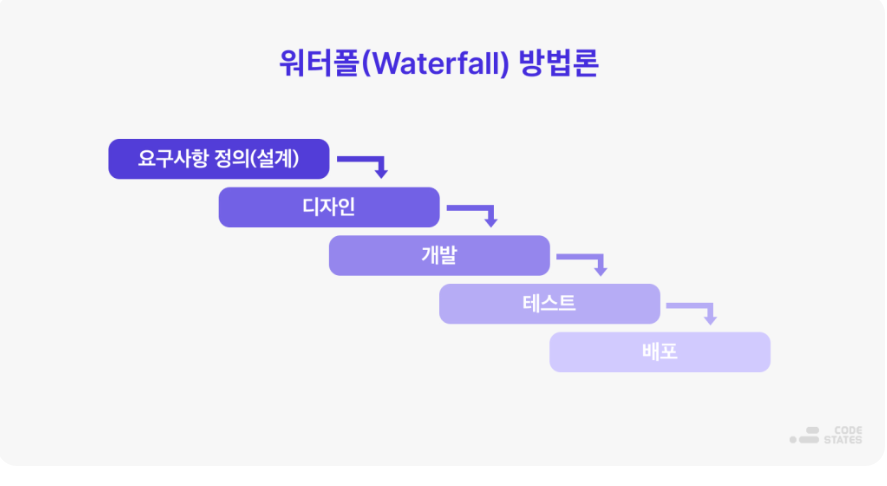 워터폴(Waterfall) 방법론
요구사항 정의(설계)
디자인
개발
테스트
배포
CODE
STATES